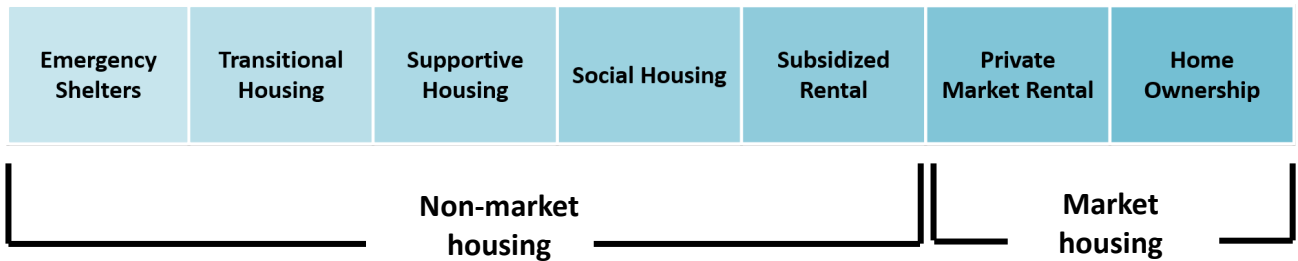 Emergency
Shelters
Transitional
Housing
Supportive
Housing
Social Housing
Subsidized
Rental
Private
Market Rental
Home
Ownership
Non-market
housing
Market
housing